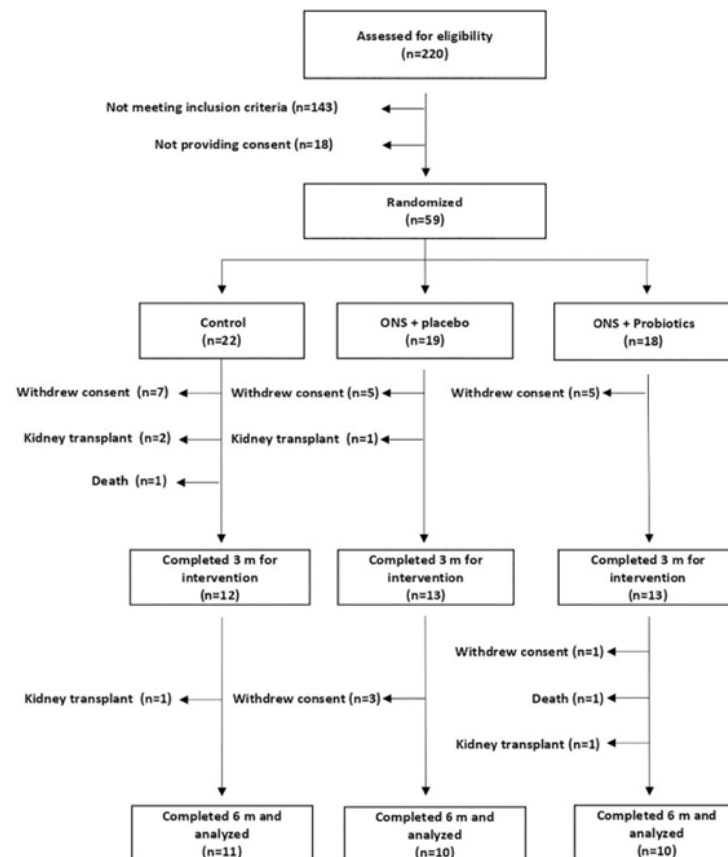 Assessed for eligibility
(n=220)
Not meeting inclusion criteria (n=143)
Not providing consent (n=18)
Randomized
(n=59)
Control
(n=22)
ONS + placebo
(n=19)
ONS + Probiotics
(n=18)
Withdrew consent (n=7)
Withdrew consent (n=5)
Withdrew consent (n=5)
Kidney transplant (n=2)
Kidney transplant (n=1)
Death (n=1)
Completed 3 m for
intervention
(n=12)
Completed 3 m for
intervention
(n=13)
Completed 3 m for
intervention
(n=13)
Withdrew consent (n=1)
Kidney transplant (n=1)
Withdrew consent (n=3)
Death (n=1)
Kidney transplant (n=1)
Completed 6 m and
analyzed
(n=11)
Completed 6 m and
analyzed
(n=10)
Completed 6 m and
analyzed
(n=10)